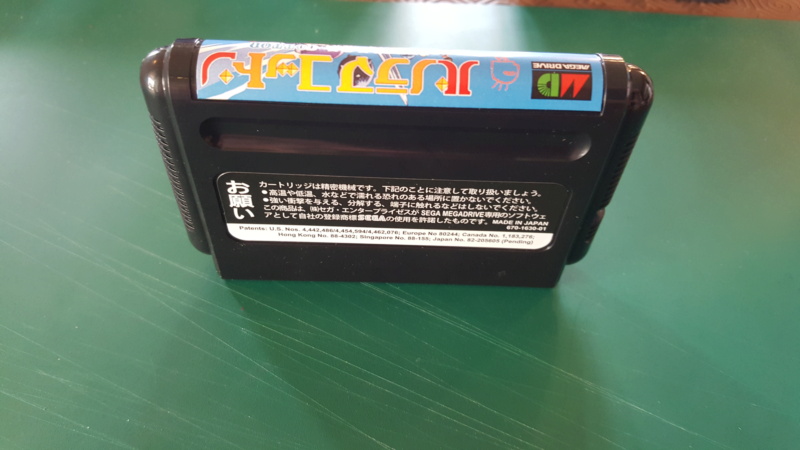 パノラマコットン
MEGA DRIVE
お願い
カートリッジは精密機械です。下記のことに注意して取り扱いましょう。
●高温や低温、水などで濡れる恐れのある場所に置かないでください。
●強い衝撃を与える、分解する、端子に触れるなどはしないでください。
この商品は、㈱セガ・エンタープライゼスが SEGA MEGADRIVE専用のソフトウェ
アとして自社の登録商標 の使用を許諾したものです。 MADE IN JAPAN
670-1630-01
Patents: U.S. Nos. 4,442,486/4,454,594/4,462,076; Europe No 80244; Canada No. 1,183,276;
Hong Kong No. 88-4302; Singapore No. 88-155; Japan No. 82-205605 (Pending)